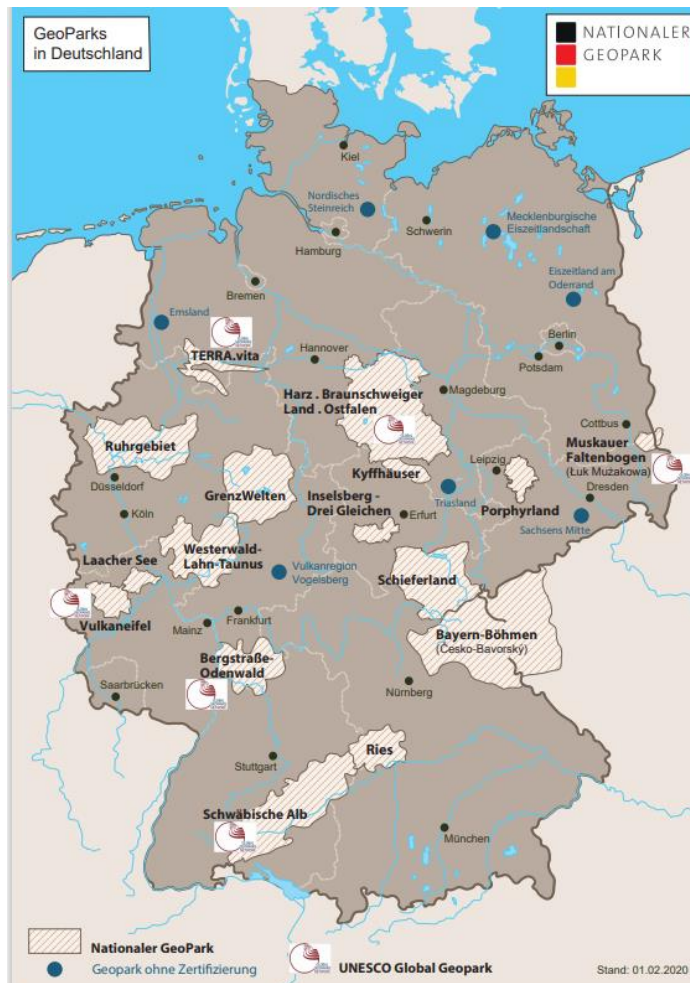 GeoParks
in Deutschland
NATIONALER
GEOPARK
Kiel
Nordisches
Steinreich
Schwerin
Mecklenburgische
Eiszeitlandschaft
Hamburg
Eiszeitland am
Oderrand
Bremen
Emsland
Berlin
TERRA.vita
Hannover
Potsdam
Harz . Braunschweiger
Land . Ostfalen
Magdeburg
Cottbus
Ruhrgebiet
Muskauer
Faltenbogen
(Łuk Mużakowa)
Kyffhäuser
Leipzig
Düsseldorf
GrenzWelten
Inselsberg -
Drei Gleichen
Triasland
Dresden
Porphyrland
Köln
Erfurt
Sachsens Mitte
Westerwald-
Lahn-Taunus
Laacher See
Vulkanregion
Vogelsberg
Schieferland
Vulkaneifel
Mainz
Frankfurt
Bayern-Böhmen
(Česko-Bavorský)
Bergstraße-
Odenwald
Saarbrücken
Nürnberg
Ries
Stuttgart
Schwäbische Alb
München
Nationaler GeoPark
Geopark ohne Zertifizierung
UNESCO Global Geopark
Stand: 01.02.2020